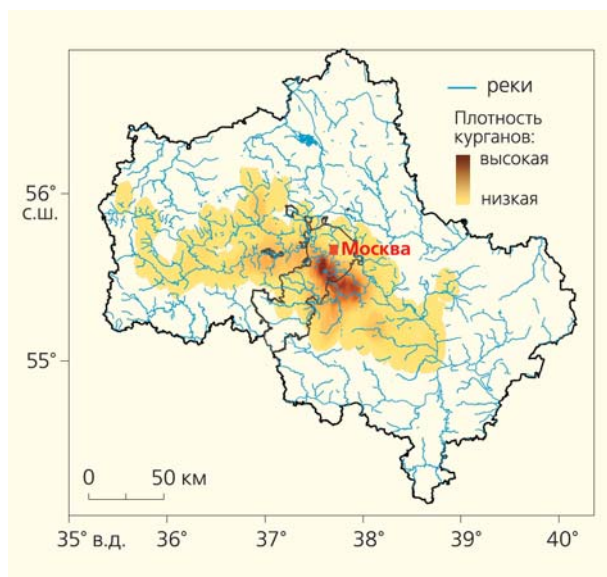 реки
Плотность
курганов:
высокая
низкая
56°
с.ш.
Москва
55°
0 50 км
35° в.д. 36° 37° 38° 39° 40°